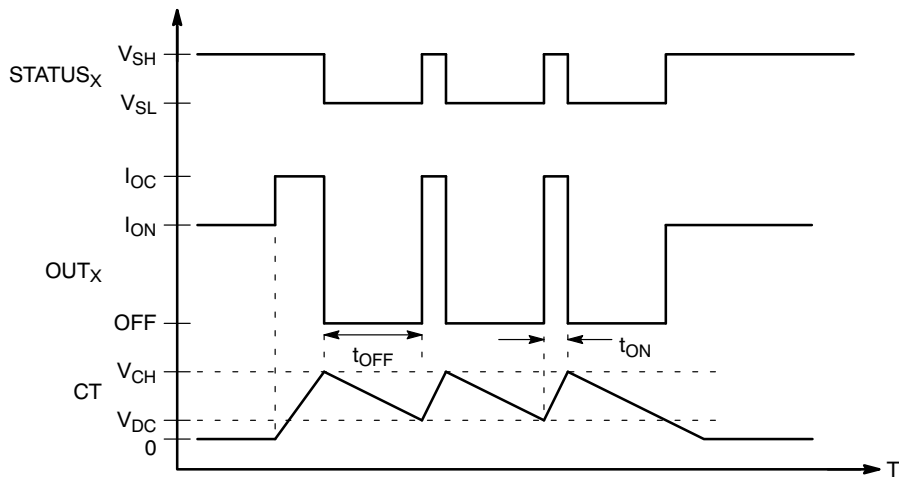 V_SH
STATUS_X
V_SL
I_OC
I_ON
OUT_X
OFF
t_OFF
t_ON
V_CH
CT
V_DC
0
T